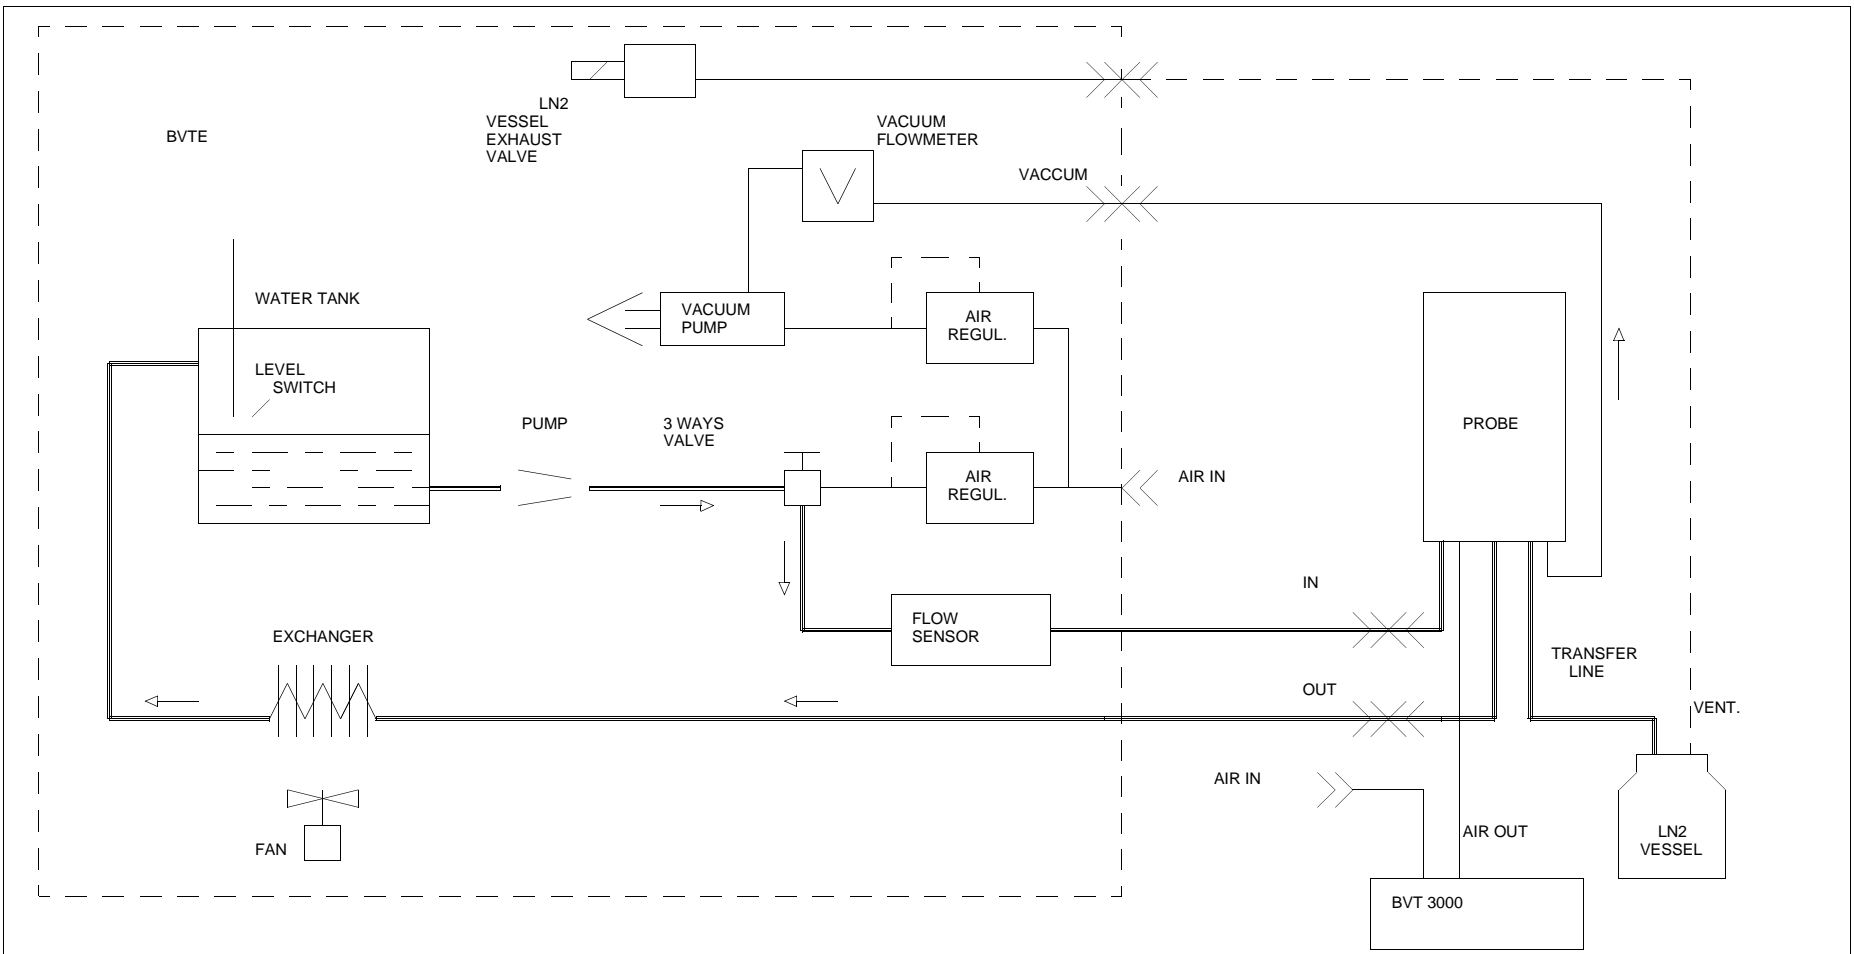 LN2
VESSEL
EXHAUST
VALVE
BVTE
VACUUM
FLOWMETER
VACCUM
WATER TANK
VACUUM
PUMP
AIR
REGUL.
LEVEL
SWITCH
PUMP
3 WAYS
VALVE
PROBE
AIR
REGUL.
AIR IN
IN
FLOW
SENSOR
EXCHANGER
TRANSFER
LINE
OUT
VENT.
AIR IN
FAN
AIR OUT
LN2
VESSEL
BVT 3000